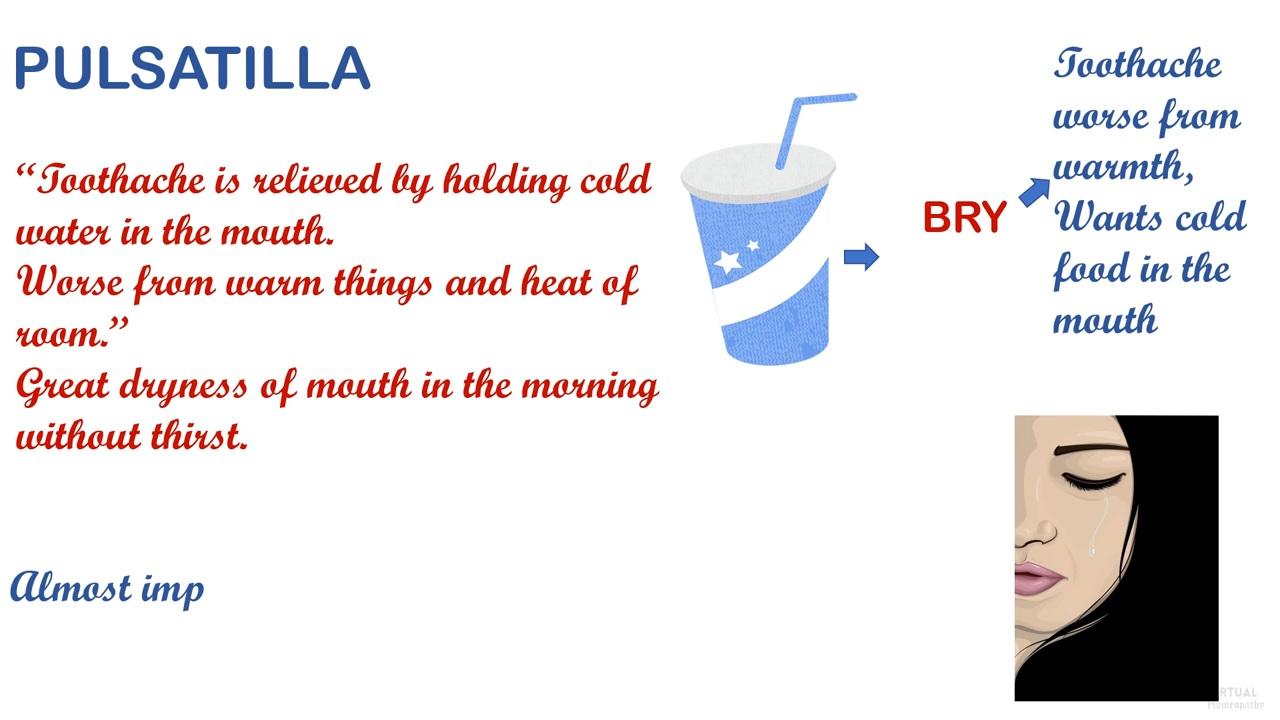 PULSATILLA
“Toothache is relieved by holding cold
water in the mouth.
Worse from warm things and heat of
room.”
Great dryness of mouth in the morning
without thirst.
Almost imp
BRY
Toothache
worse from
warmth,
Wants cold
food in the
mouth
RTUAL
Homeopathy